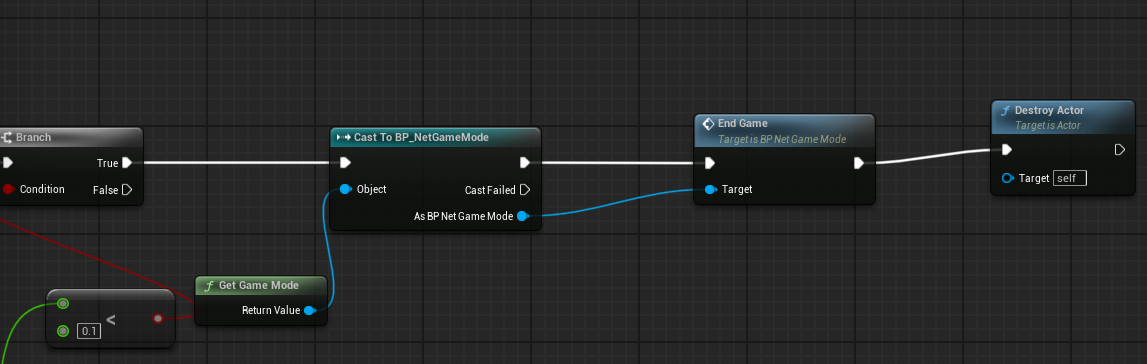 Branch
True
Condition
False
Cast To BP_NetGameMode
Object
Cast Failed
As BP Net Game Mode
End Game
Target is BP Net Game Mode
Target
Destroy Actor
Target is Actor
Target self
Get Game Mode
Return Value
<
0.1